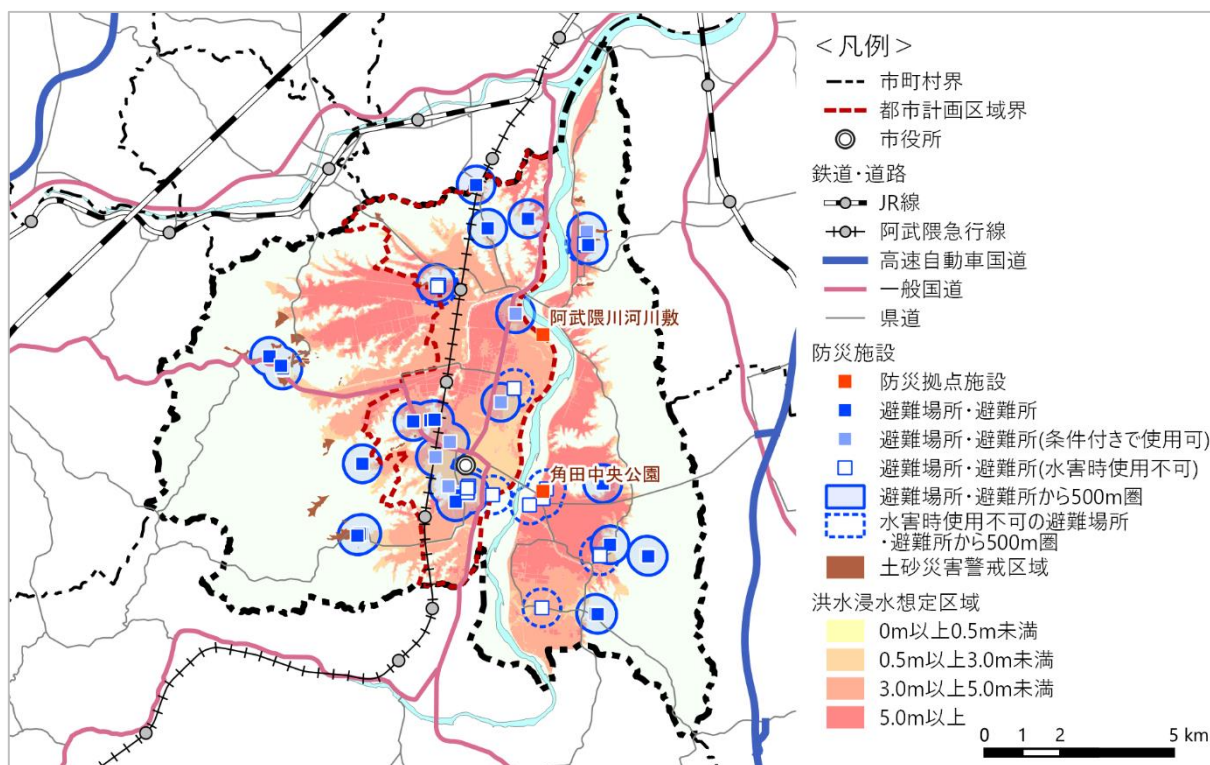 ＜凡例＞
市町村界
都市計画区域界
市役所
鉄道・道路
JR線
阿武隈急行線
高速自動車国道
一般国道
県道
防災施設
防災拠点施設
避難場所・避難所
避難場所・避難所(条件付きで使用可)
避難場所・避難所(水害時使用不可)
避難場所・避難所から500m圏
水害時使用不可の避難場所
・避難所から500m圏
土砂災害警戒区域
洪水浸水想定区域
0m以上0.5m未満
0.5m以上3.0m未満
3.0m以上5.0m未満
5.0m以上
0 1 2 5 km
阿武隈川河川敷
角田中央公園